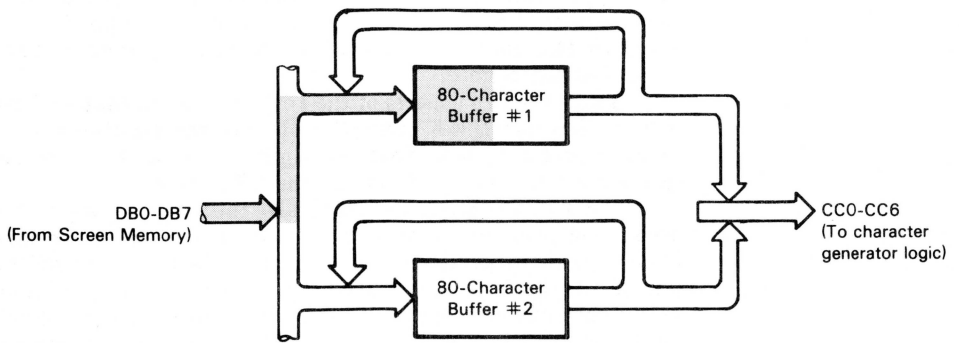 80-Character
Buffer #1
DB0-DB7
(From Screen Memory)
CC0-CC6
(To character
generator logic)
80-Character
Buffer #2